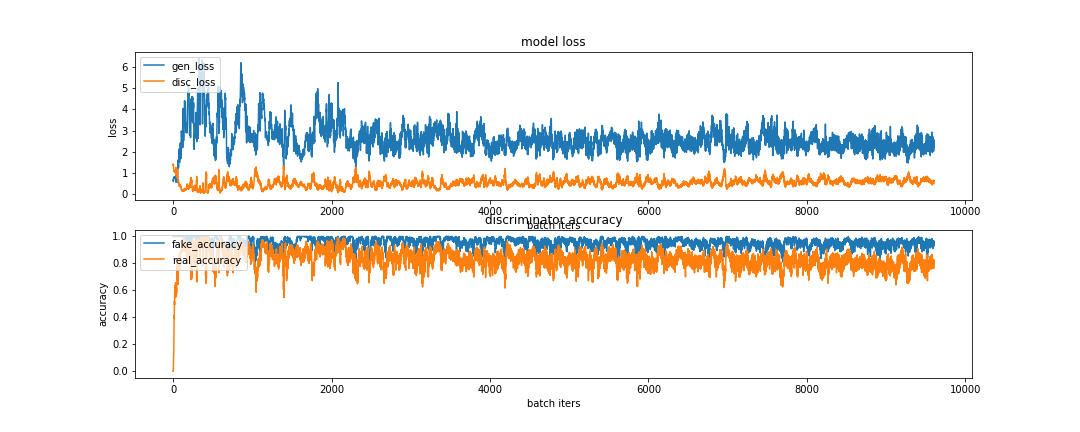 model loss
gen_loss
disc_loss
loss
6
5
4
3
2
1
0
0 2000 4000 6000 8000 10000
batch iters
discriminator accuracy
fake_accuracy
real_accuracy
accuracy
1.0
0.8
0.6
0.4
0.2
0.0
0 2000 4000 6000 8000 10000
batch iters